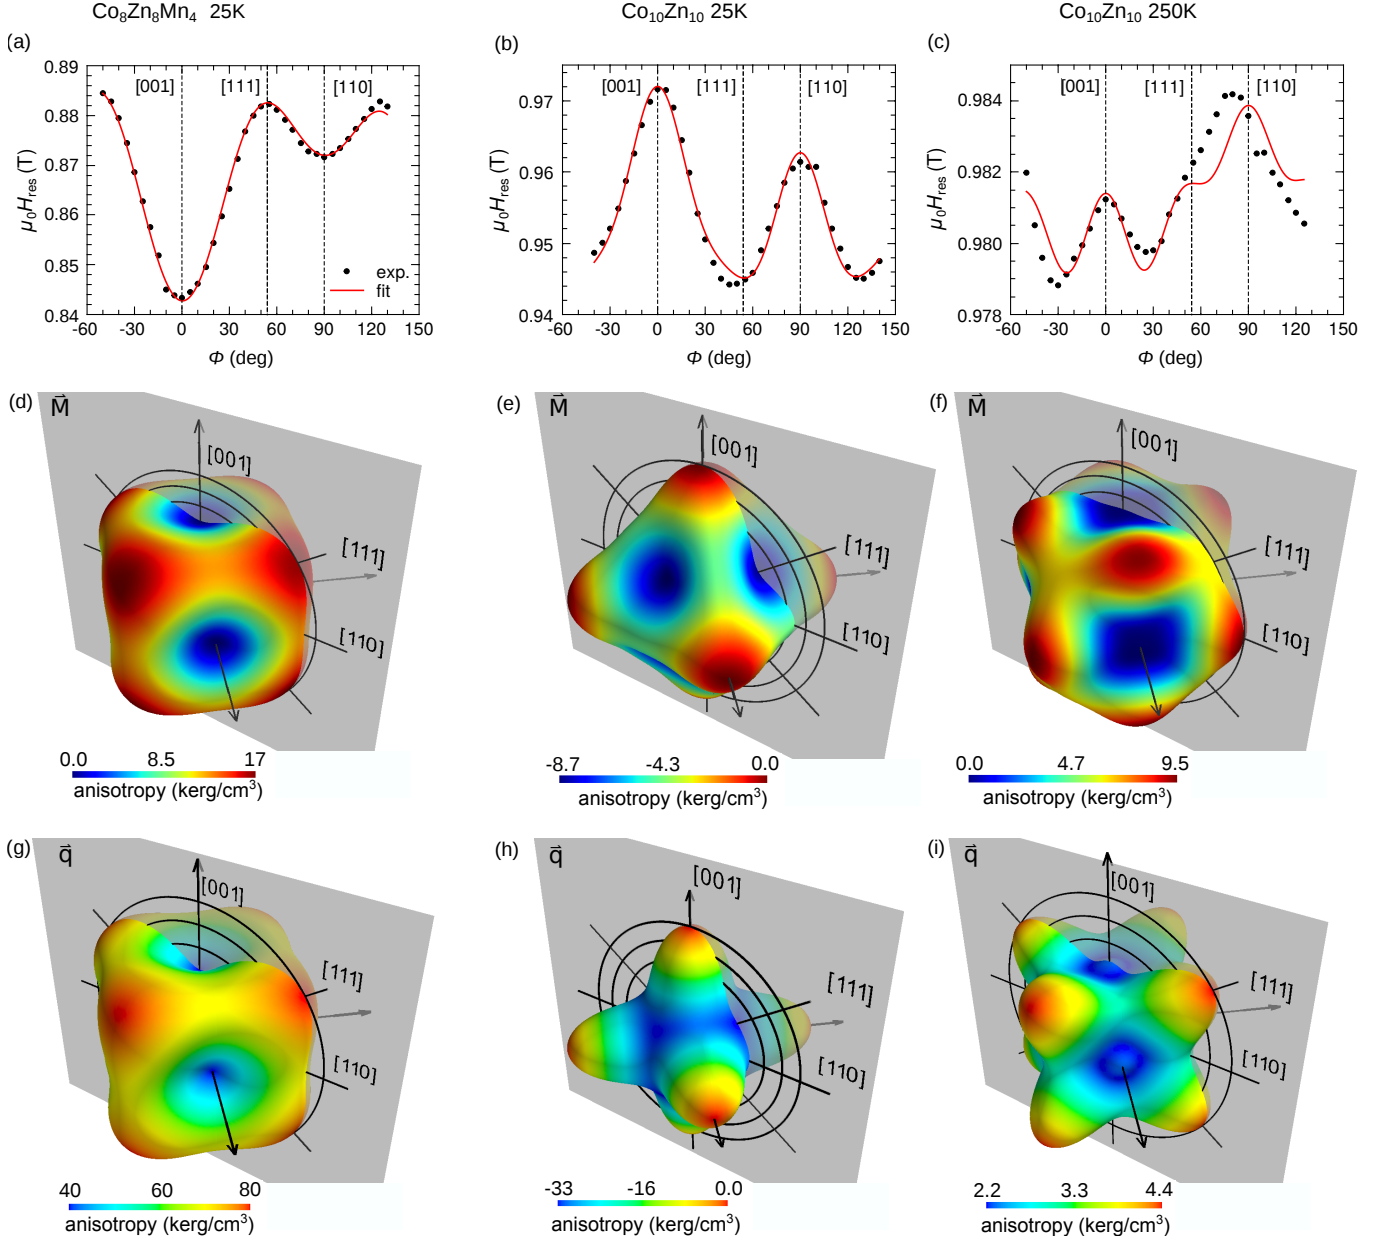 Co8Zn8Mn4 25K
Co10Zn10 25K
Co10Zn10 250K
(a)
0.89
0.88
0.87
0.86
0.85
0.84
μ0Hres (T)
[001]
[111]
[110]
exp.
fit
-60 -30 0 30 60 90 120 150
Φ (deg)
(b)
0.97
0.96
0.95
0.94
μ0Hres (T)
[001]
[111]
[110]
-60 -30 0 30 60 90 120 150
Φ (deg)
(c)
0.984
0.982
0.980
0.978
μ0Hres (T)
[001]
[111]
[110]
-60 -30 0 30 60 90 120 150
Φ (deg)
(d)
M⃗
[001]
[111]
[110]
0.0 8.5 17
anisotropy (kerg/cm³)
(e)
M⃗
[001]
[111]
[110]
-8.7 -4.3 0.0
anisotropy (kerg/cm³)
(f)
M⃗
[001]
[111]
[110]
0.0 4.7 9.5
anisotropy (kerg/cm³)
(g)
q⃗
[001]
[111]
[110]
40 60 80
anisotropy (kerg/cm³)
(h)
q⃗
[001]
[111]
[110]
-33 -16 0.0
anisotropy (kerg/cm³)
(i)
q⃗
[001]
[111]
[110]
2.2 3.3 4.4
anisotropy (kerg/cm³)